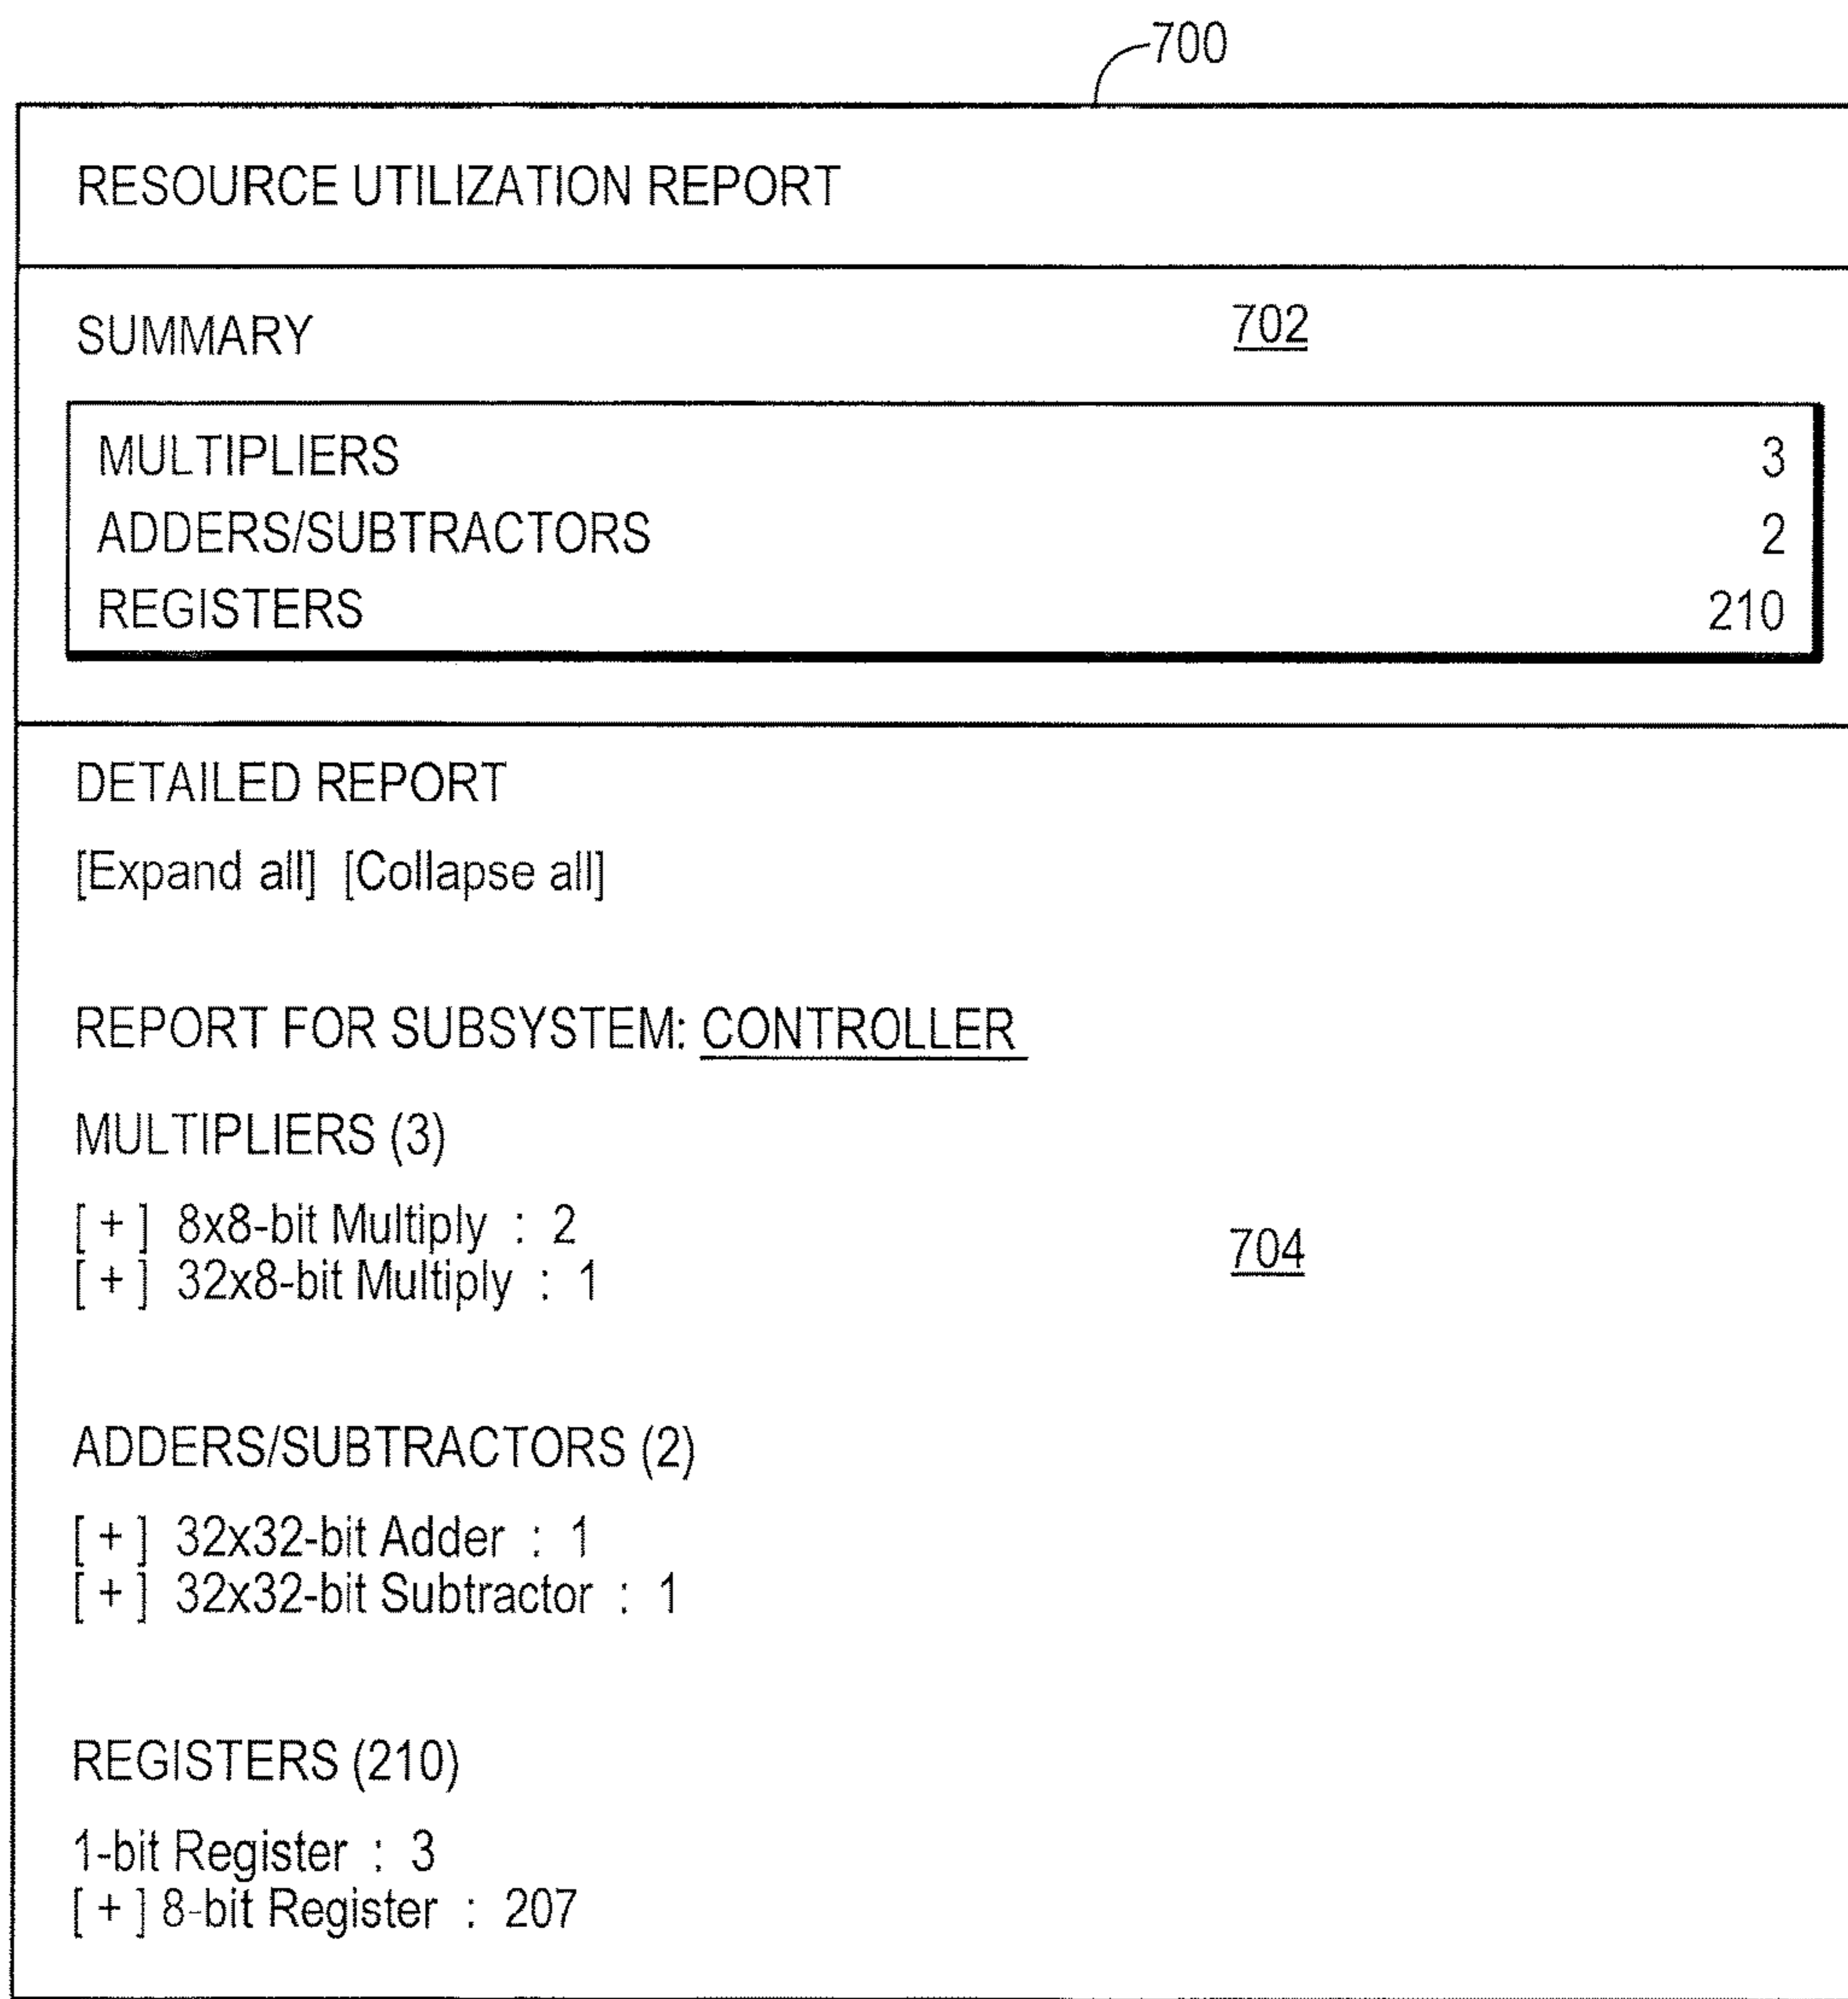 700
RESOURCE UTILIZATION REPORT
SUMMARY 702
MULTIPLIERS 3
ADDERS/SUBTRACTORS 2
REGISTERS 210
DETAILED REPORT
[Expand all] [Collapse all]
REPORT FOR SUBSYSTEM: CONTROLLER
MULTIPLIERS (3)
[ + ] 8x8-bit Multiply : 2
704
[ + ] 32x8-bit Multiply : 1
ADDERS/SUBTRACTORS (2)
[ + ] 32x32-bit Adder : 1
[ + ] 32x32-bit Subtractor : 1
REGISTERS (210)
1-bit Register : 3
[ + ] 8-bit Register : 207